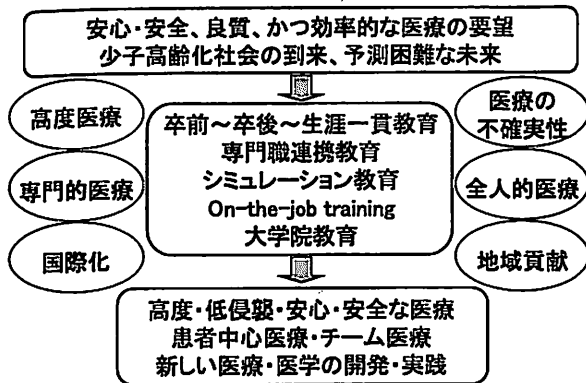 安心・安全、良質、かつ効率的な医療の要望
少子高齢化社会の到来、予測困難な未来
高度医療
専門的医療
国際化
卒前～卒後～生涯一貫教育
専門職連携教育
シミュレーション教育
On-the-job training
大学院教育
医療の
不確実性
全人的医療
地域貢献
高度・低侵襲・安心・安全な医療
患者中心医療・チーム医療
新しい医療・医学の開発・実践